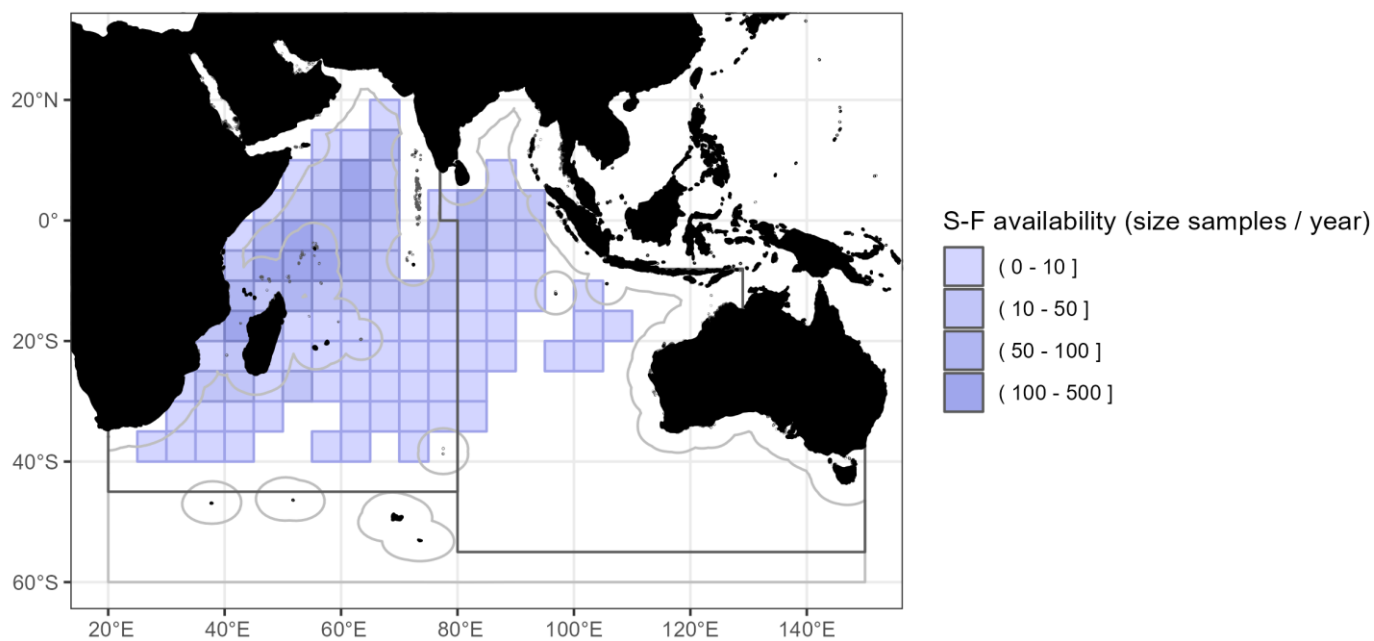 20°N
0°
20°S
40°S
60°S
20°E 40°E 60°E 80°E 100°E 120°E 140°E
S-F availability (size samples / year)
( 0 - 10 ]
( 10 - 50 ]
( 50 - 100 ]
( 100 - 500 ]